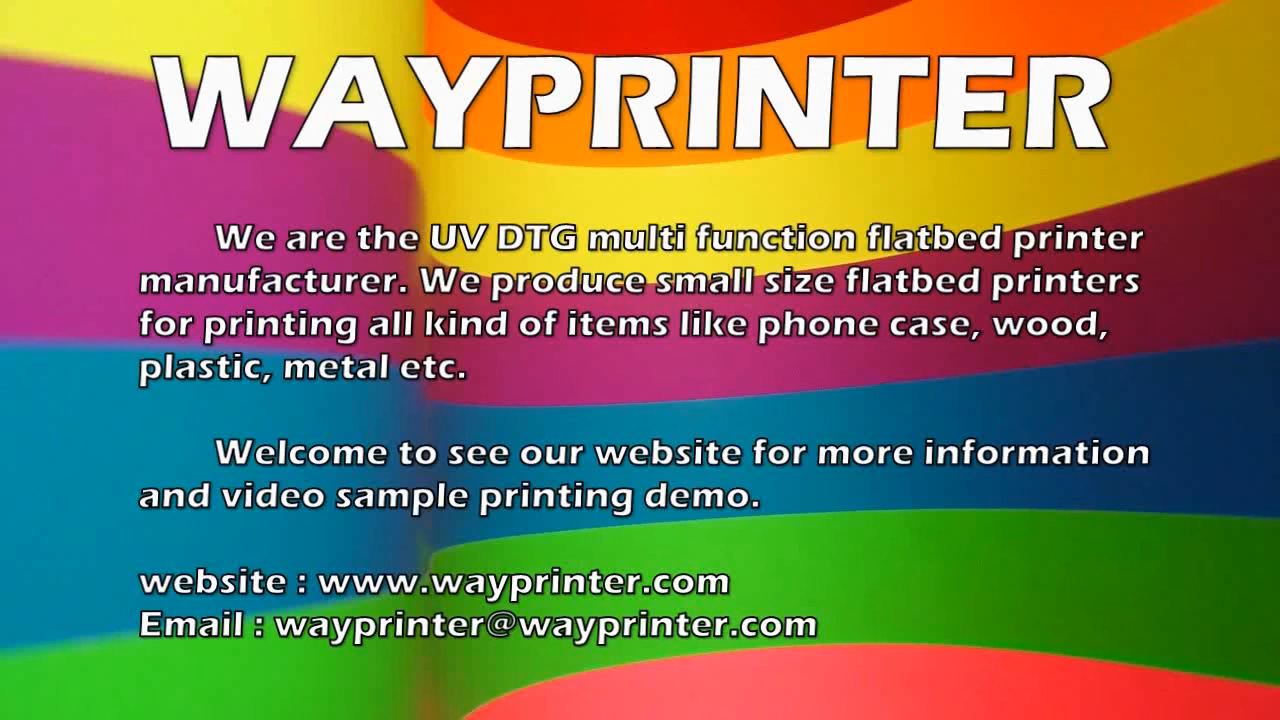 WAYPRINTER
We are the UV DTG multi function flatbed printer
manufacturer. We produce small size flatbed printers
for printing all kind of items like phone case, wood,
plastic, metal etc.
Welcome to see our website for more information
and video sample printing demo.
website : www.wayprinter.com
Email : wayprinter@wayprinter.com